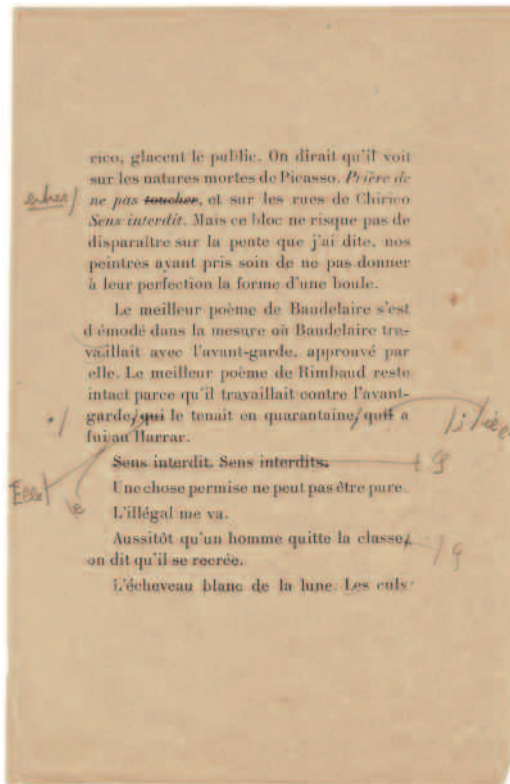 rico, glacent le public. On dirait qu'il voit
sur les natures mortes de Picasso, Prière de
entrer/
ne pas toucher, et sur les rues de Chirico
Sens interdit. Mais ce bloc ne risque pas de
disparaître sur la pente que j'ai dite, nos
peintres ayant pris soin de ne pas donner
à leur perfection la forme d'une boule.
Le meilleur poème de Baudelaire s'est
démodé dans la mesure où Baudelaire tra-
vaillait avec l'avant-garde, approuvé par
elle. Le meilleur poème de Rimbaud reste
intact parce qu'il travaillait contre l'avant-
garde, qui le tenait en quarantaine, qu'il a
fui au Harrar.
Elle
e
Sens interdit. Sens interdits.
Une chose permise ne peut pas être pure.
L'illégal me va.
Aussitôt qu'un homme quitte la classe,
on dit qu'il se recrée.
L'écheveau blanc de la lune. Les culs-